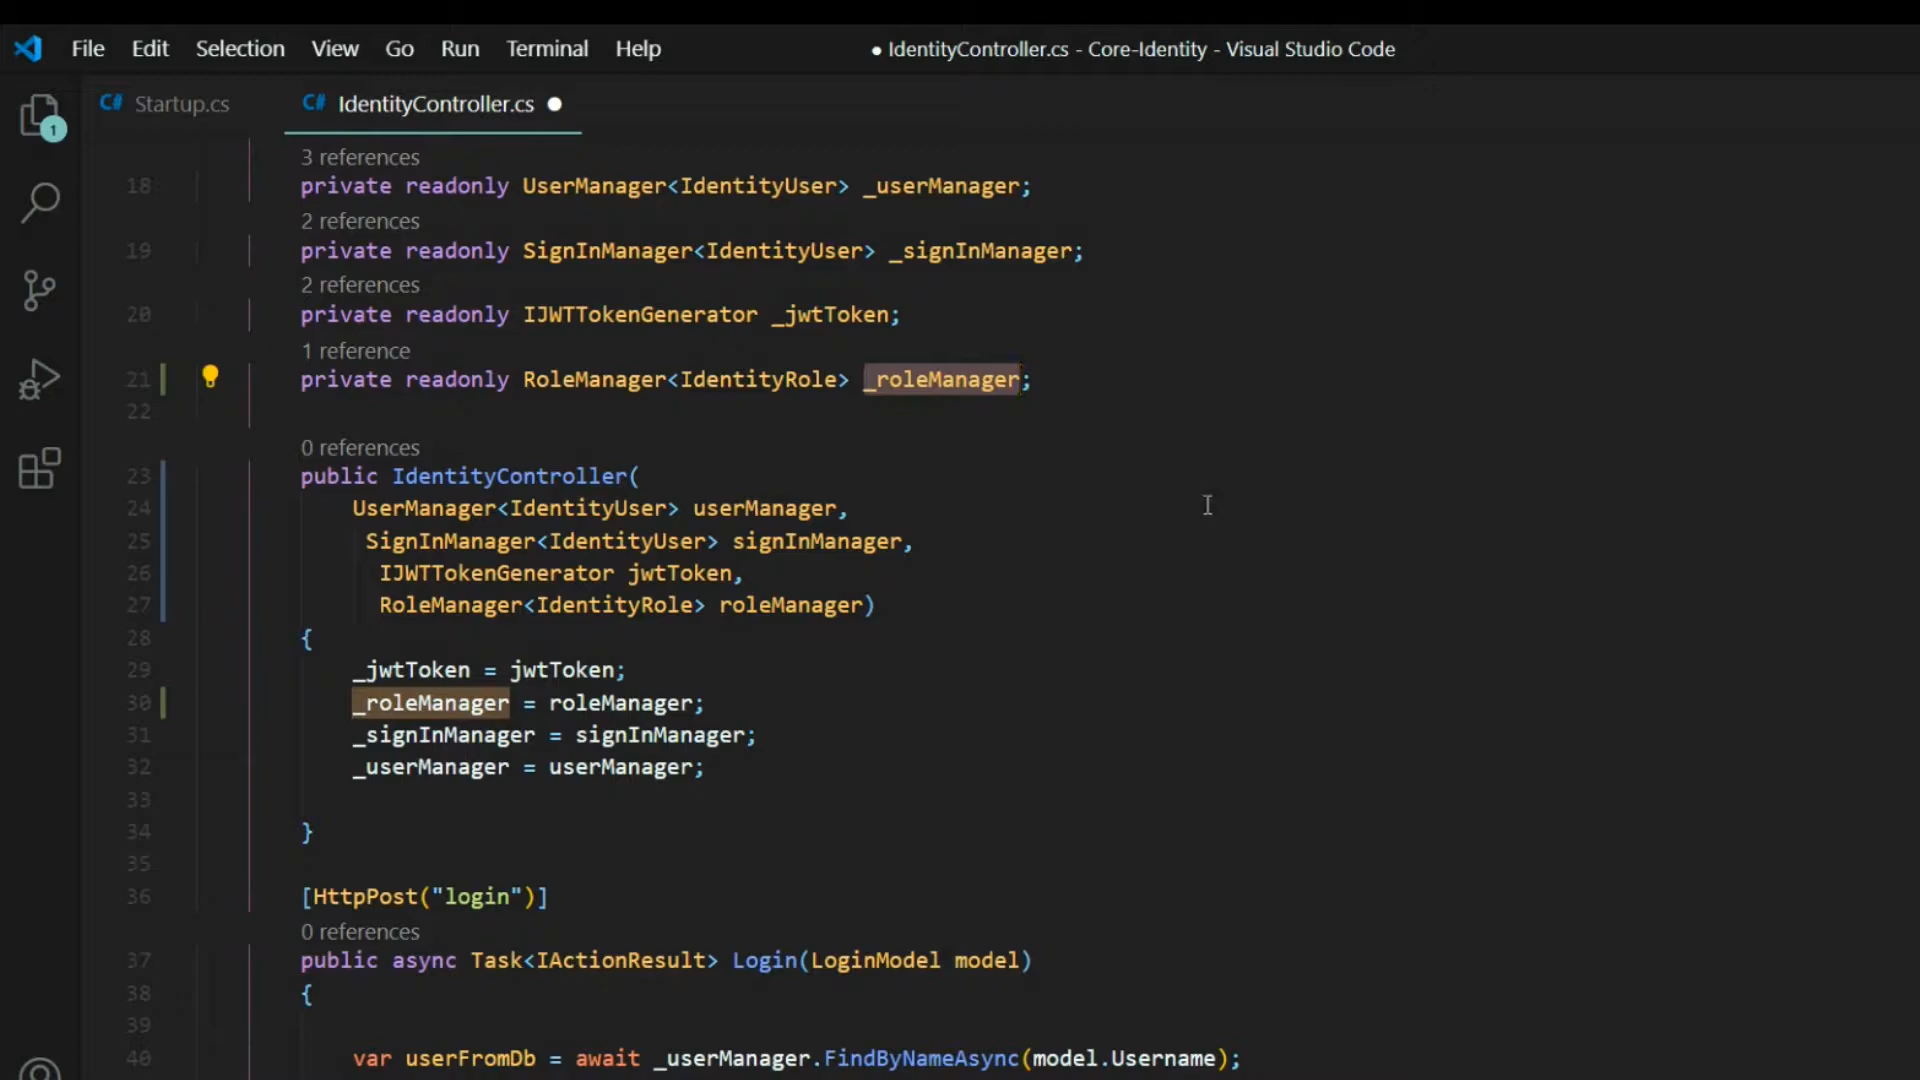 File Edit Selection View Go Run Terminal Help ● IdentityController.cs - Core-Identity - Visual Studio Code
C# Startup.cs C# IdentityController.cs ●
1
3 references
18 private readonly UserManager<IdentityUser> _userManager;
2 references
19 private readonly SignInManager<IdentityUser> _signInManager;
2 references
20 private readonly IJWTTokenGenerator _jwtToken;
1 reference
21 private readonly RoleManager<IdentityRole> _roleManager;
22
0 references
23 public IdentityController(
24 UserManager<IdentityUser> userManager,
25 SignInManager<IdentityUser> signInManager,
26 IJWTTokenGenerator jwtToken,
27 RoleManager<IdentityRole> roleManager)
28 {
29 _jwtToken = jwtToken;
30 _roleManager = roleManager;
31 _signInManager = signInManager;
32 _userManager = userManager;
33
34 }
35
36 [HttpPost("login")]
0 references
37 public async Task<IActionResult> Login(LoginModel model)
38 {
39
40 var userFromDb = await _userManager.FindByNameAsync(model.Username);